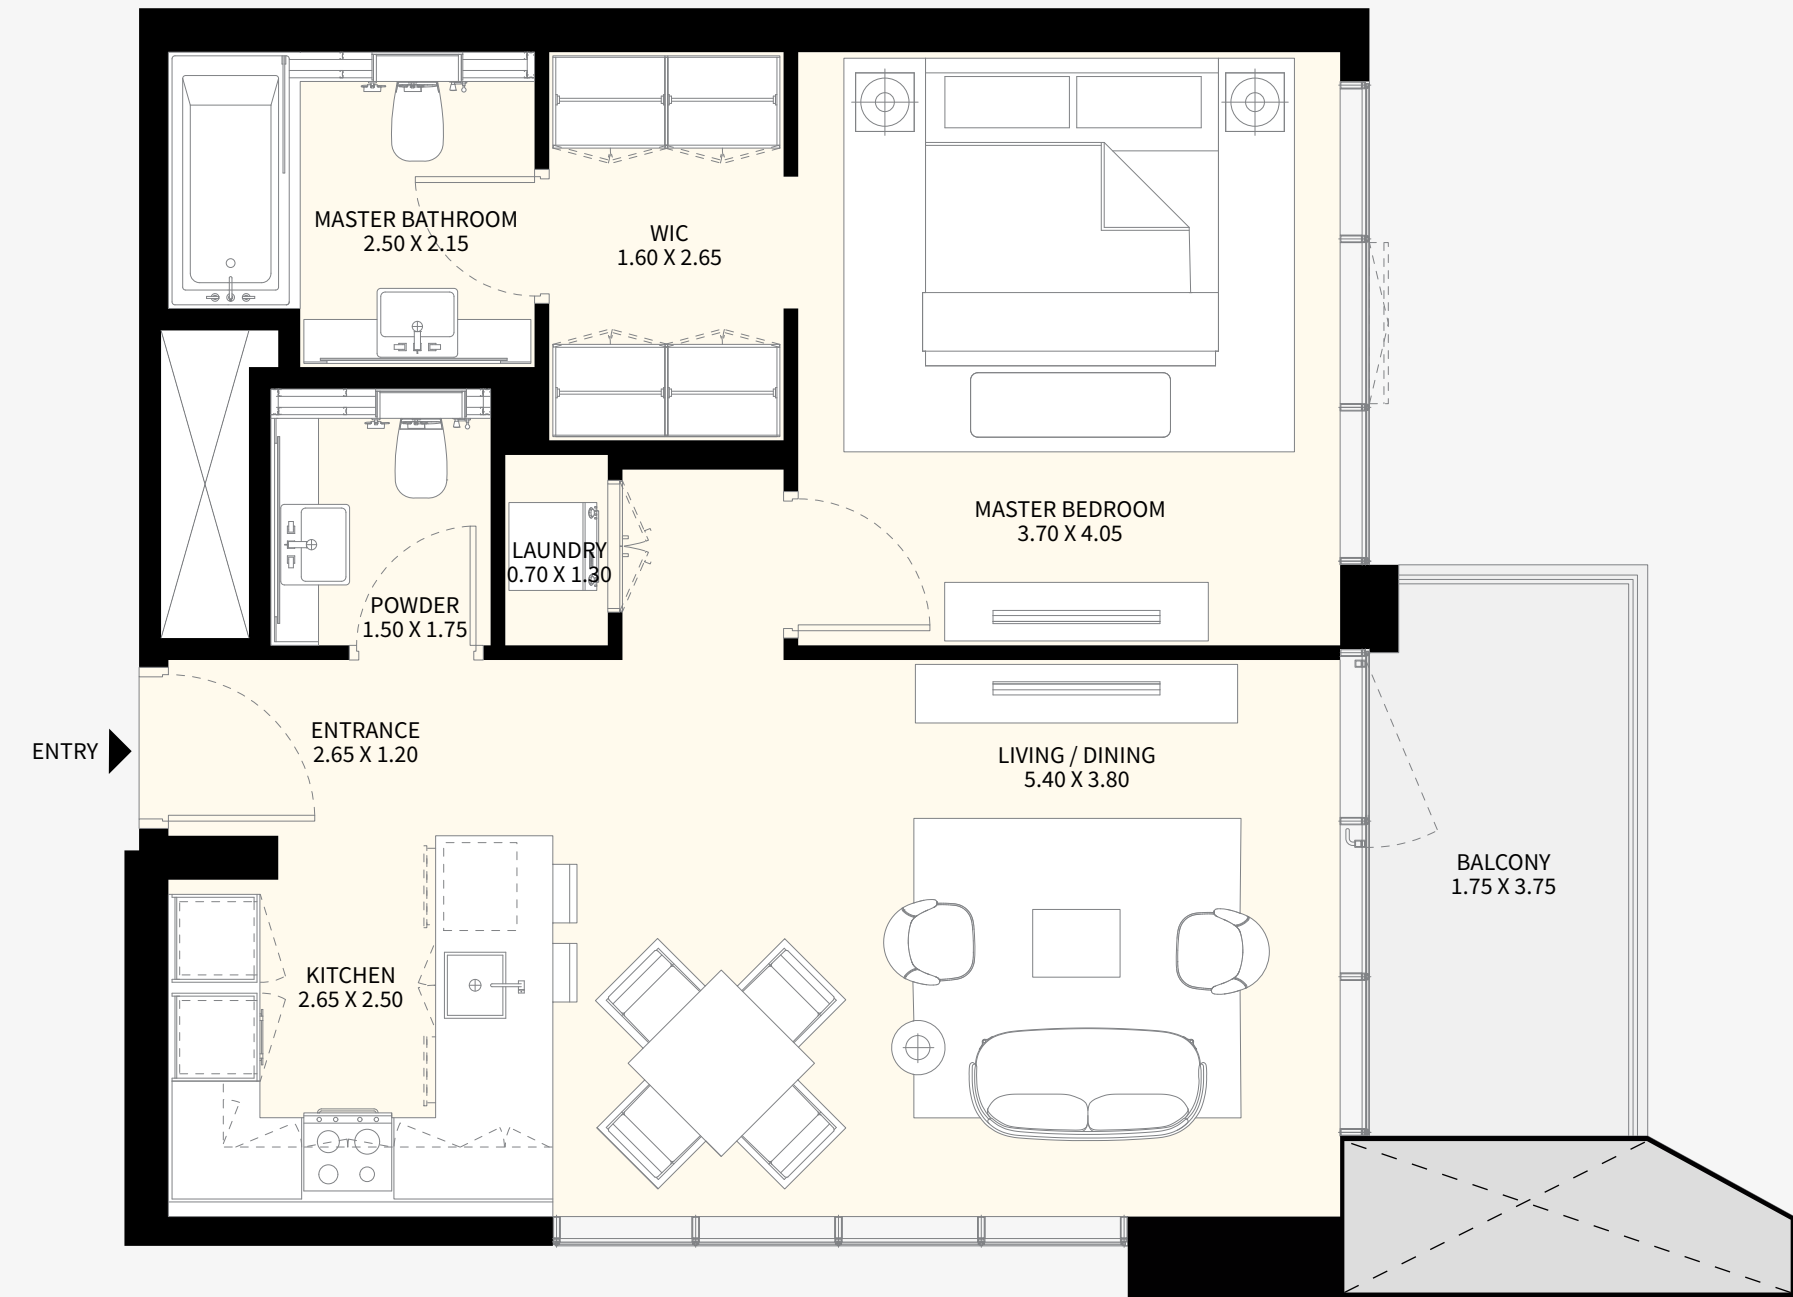 MASTER BATHROOM
2.50 X 2.15
WIC
1.60 X 2.65
MASTER BEDROOM
3.70 X 4.05
LAUNDRY
0.70 X 1.30
POWDER
1.50 X 1.75
ENTRY
ENTRANCE
2.65 X 1.20
LIVING / DINING
5.40 X 3.80
BALCONY
1.75 X 3.75
KITCHEN
2.65 X 2.50